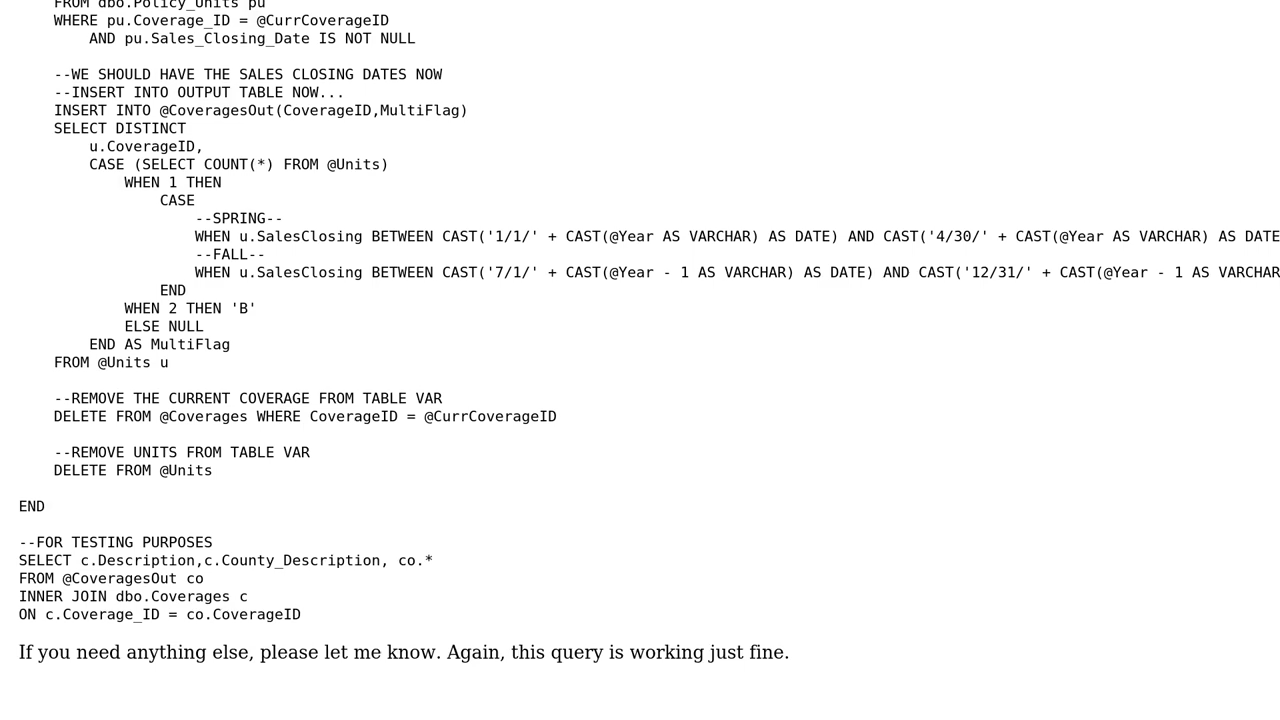 FROM dbo.Policy_Units pu
WHERE pu.Coverage_ID = @CurrCoverageID
AND pu.Sales_Closing_Date IS NOT NULL
--WE SHOULD HAVE THE SALES CLOSING DATES NOW
--INSERT INTO OUTPUT TABLE NOW...
INSERT INTO @CoveragesOut(CoverageID,MultiFlag)
SELECT DISTINCT
u.CoverageID,
CASE (SELECT COUNT(*) FROM @Units)
WHEN 1 THEN
CASE
--SPRING--
WHEN u.SalesClosing BETWEEN CAST('1/1/' + CAST(@Year AS VARCHAR) AS DATE) AND CAST('4/30/' + CAST(@Year AS VARCHAR) AS DATE
--FALL--
WHEN u.SalesClosing BETWEEN CAST('7/1/' + CAST(@Year - 1 AS VARCHAR) AS DATE) AND CAST('12/31/' + CAST(@Year - 1 AS VARCHAR
END
WHEN 2 THEN 'B'
ELSE NULL
END AS MultiFlag
FROM @Units u
--REMOVE THE CURRENT COVERAGE FROM TABLE VAR
DELETE FROM @Coverages WHERE CoverageID = @CurrCoverageID
--REMOVE UNITS FROM TABLE VAR
DELETE FROM @Units
END
--FOR TESTING PURPOSES
SELECT c.Description,c.County_Description, co.*
FROM @CoveragesOut co
INNER JOIN dbo.Coverages c
ON c.Coverage_ID = co.CoverageID
If you need anything else, please let me know. Again, this query is working just fine.